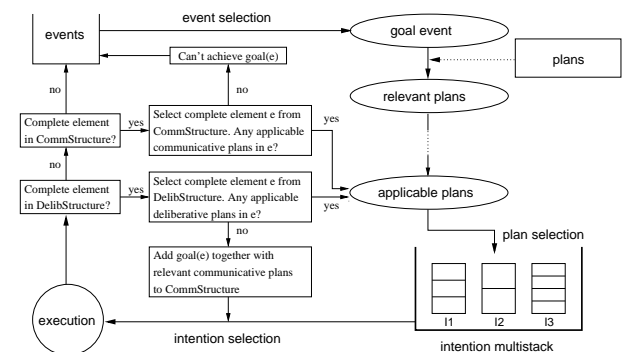 event selection
events
goal event
Can't achieve goal(e)
plans
no
no
relevant plans
Complete element
in CommStructure?
yes
Select complete element e from
CommStructure. Any applicable
communicative plans in e?
yes
no
Complete element
in DelibStructure?
yes
Select complete element e from
DelibStructure. Any applicable
deliberative plans in e?
yes
applicable plans
no
plan selection
Add goal(e) together with
relevant communicative plans
to CommStructure
execution
I1
I2
I3
intention selection
intention multistack